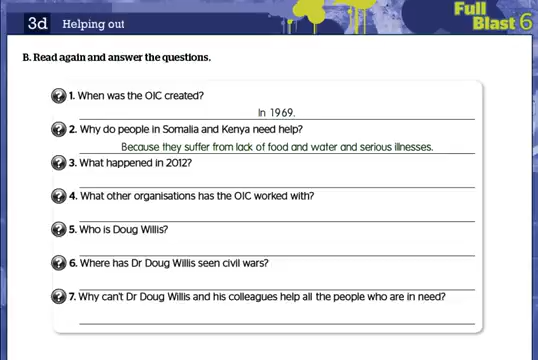 3d Helping out
Full
Blast 6
B. Read again and answer the questions.
1. When was the OIC created?
In 1969.
2. Why do people in Somalia and Kenya need help?
Because they suffer from lack of food and water and serious illnesses.
3. What happened in 2012?
4. What other organisations has the OIC worked with?
5. Who is Doug Willis?
6. Where has Dr Doug Willis seen civil wars?
7. Why can't Dr Doug Willis and his colleagues help all the people who are in need?